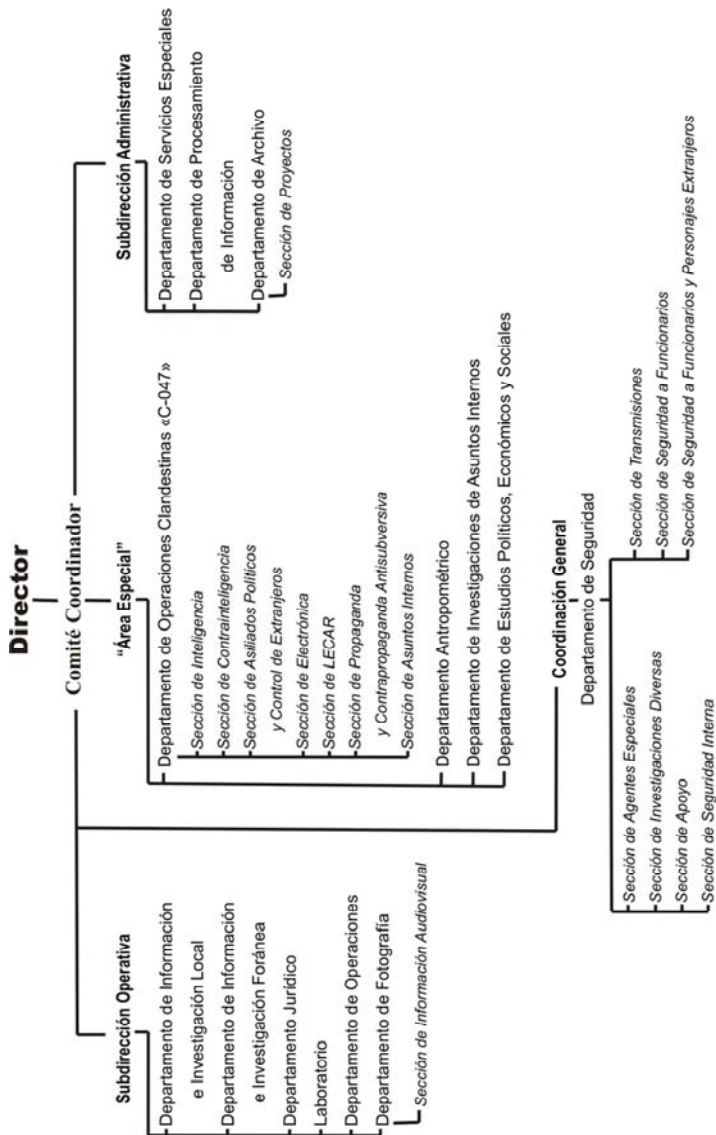 Director
Comité Coordinador
Subdirección Operativa
Departamento de Información
e Investigación Local
Departamento de Información
e Investigación Foránea
Departamento Jurídico
Laboratorio
Departamento de Operaciones
Departamento de Fotografía
Sección de Información Audiovisual
“Área Especial”
Departamento de Operaciones Clandestinas «C-047»
Sección de Inteligencia
Sección de Contrainteligencia
Sección de Asiliados Políticos
y Control de Extranjeros
Sección de Electrónica
Sección de LECAR
Sección de Propaganda
y Contrapropaganda Antisubversiva
Sección de Asuntos Internos
Departamento Antropométrico
Departamento de Investigaciones de Asuntos Internos
Departamento de Estudios Políticos, Económicos y Sociales
Subdirección Administrativa
Departamento de Servicios Especiales
Departamento de Procesamiento
de Información
Departamento de Archivo
Sección de Proyectos
Coordinación General
Departamento de Seguridad
Sección de Agentes Especiales
Sección de Investigaciones Diversas
Sección de Apoyo
Sección de Seguridad Interna
Sección de Transmisiones
Sección de Seguridad a Funcionarios
Sección de Seguridad a Funcionarios y Personajes Extranjeros